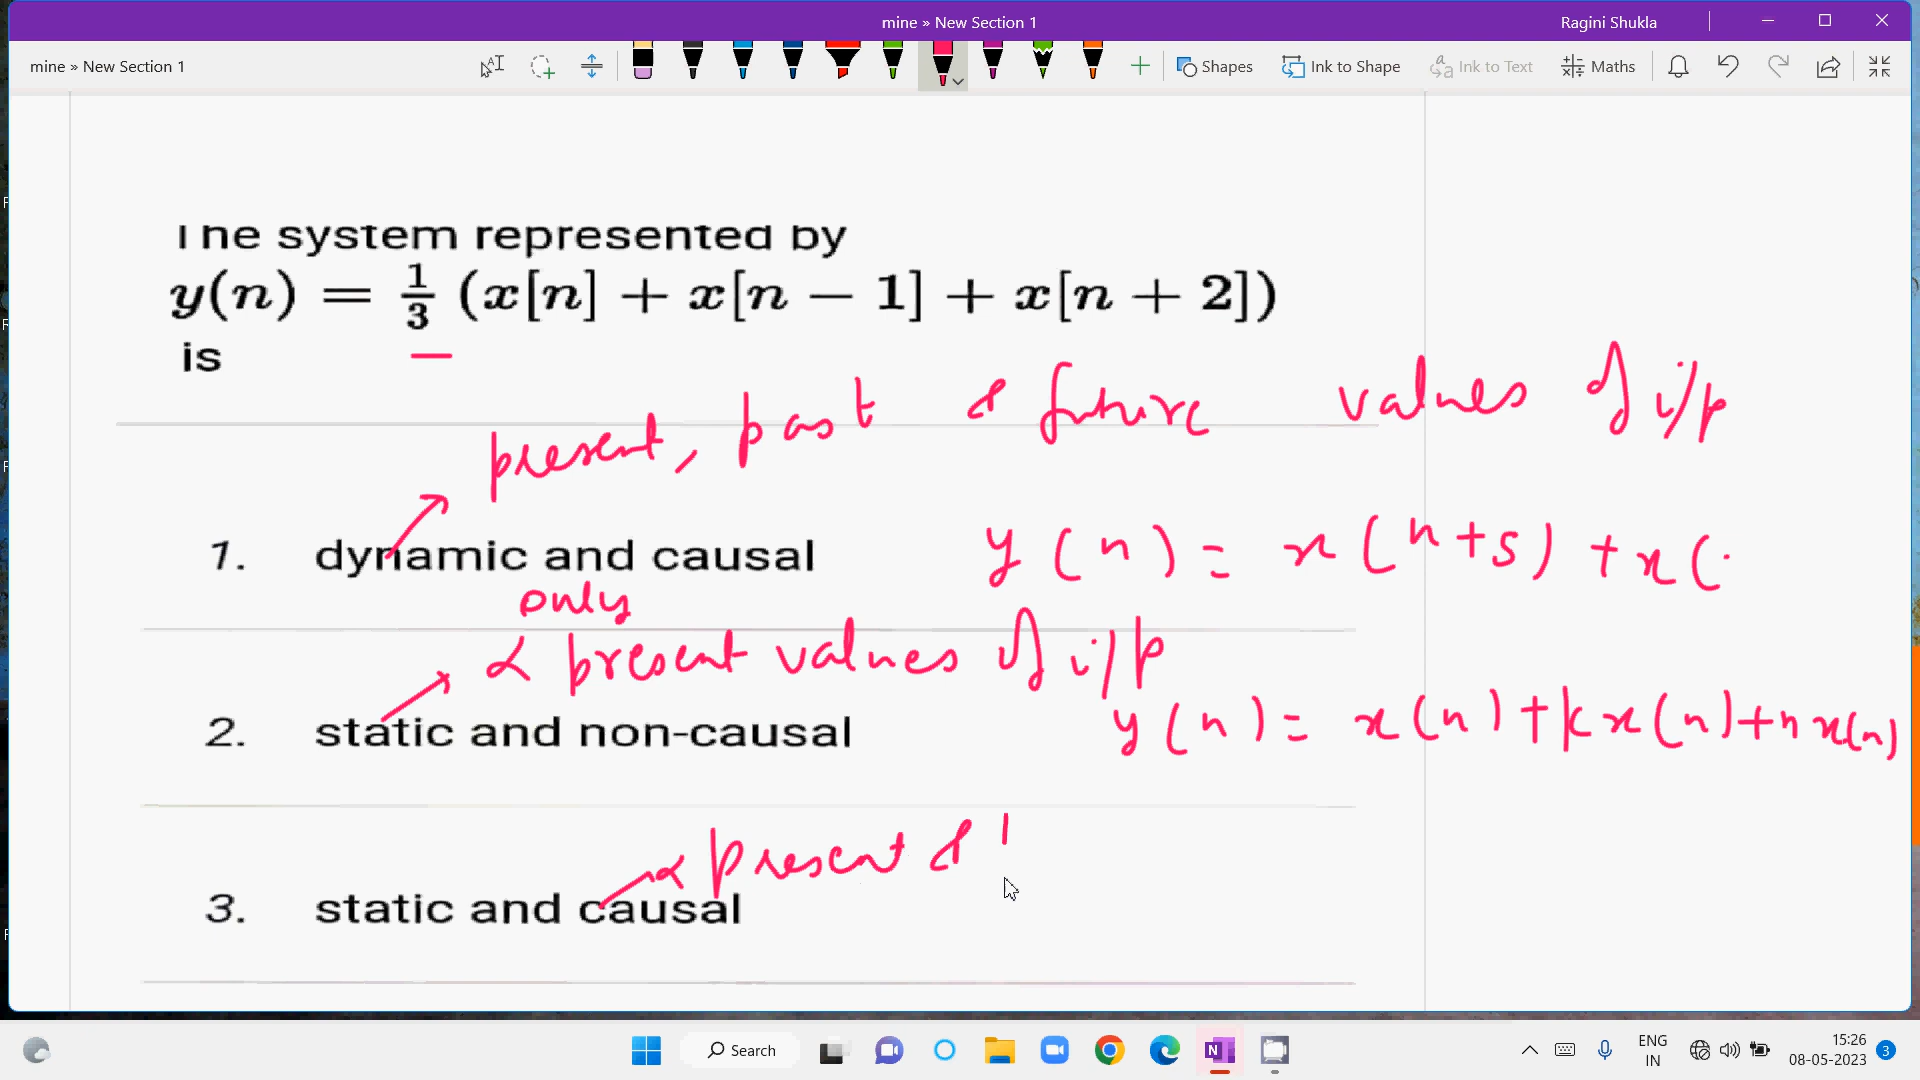 mine » New Section 1
Ragini Shukla
mine » New Section 1
Shapes
Ink to Shape
Ink to Text
Maths
The system represented by
y(n) = 1/3 (x[n] + x[n − 1] + x[n + 2])
is
present, past & future values of i/p
1. dynamic and causal
y(n) = x(n+5) + x(
only
α present values of i/p
2. static and non-causal
y(n) = x(n) + kx(n) + n x(n)
α present &
3. static and causal
Search
ENG
IN
15:26
08-05-2023
3